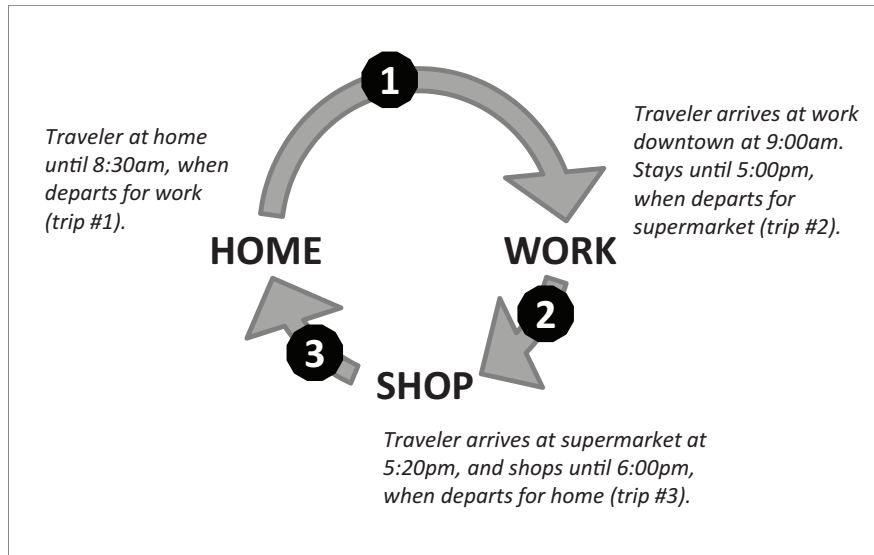 1
Traveler at home
until 8:30am, when
departs for work
(trip #1).
Traveler arrives at work
downtown at 9:00am.
Stays until 5:00pm,
when departs for
supermarket (trip #2).
HOME
WORK
2
3
SHOP
Traveler arrives at supermarket at
5:20pm, and shops until 6:00pm,
when departs for home (trip #3).